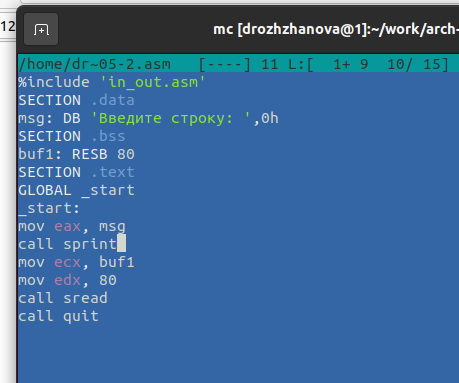 12
mc [drozhzhanova@1]:~/work/arch-
/home/dr~05-2.asm [----] 11 L:[ 1+ 9 10/ 15]
%include 'in_out.asm'
SECTION .data
msg: DB 'Введите строку: ',0h
SECTION .bss
buf1: RESB 80
SECTION .text
GLOBAL _start
_start:
mov eax, msg
call sprint
mov ecx, buf1
mov edx, 80
call sread
call quit